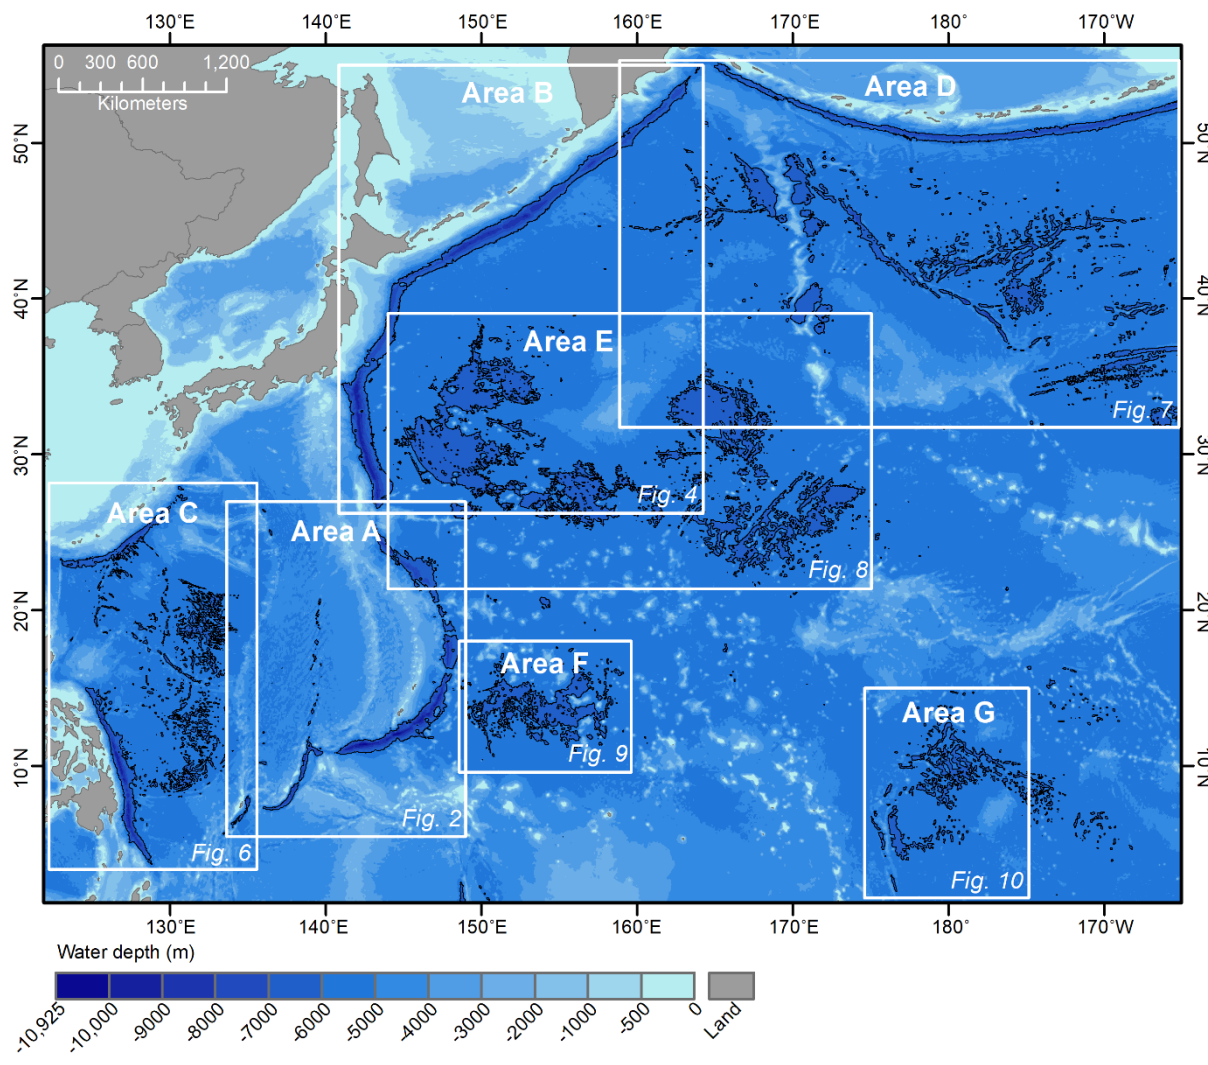 130°E 140°E 150°E 160°E 170°E 180° 170°W
0 300 600 1,200
Kilometers
Area B
Area D
50°N
50°N
40°N
40°N
Area E
Fig. 7
30°N
30°N
Fig. 4
Area C
Area A
Fig. 8
20°N
20°N
Area F
Area G
Fig. 9
10°N
10°N
Fig. 2
Fig. 6
Fig. 10
130°E 140°E 150°E 160°E 170°E 180° 170°W
Water depth (m)
-10,925 -10,000 -9000 -8000 -7000 -6000 -5000 -4000 -3000 -2000 -1000 -500 0 Land